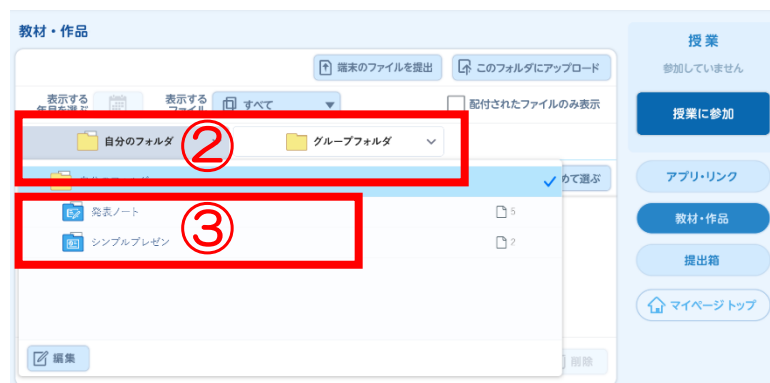 教材・作品
授業
参加していません
端末のファイルを提出
このフォルダにアップロード
表示する
年月を選ぶ
表示する
ファイル
すべて
配付されたファイルのみ表示
授業に参加
自分のフォルダ
②
グループフォルダ
めて選ぶ
アプリ・リンク
発表ノート
5
③
教材・作品
シンプルプレゼン
2
提出箱
マイページ トップ
編集
削除